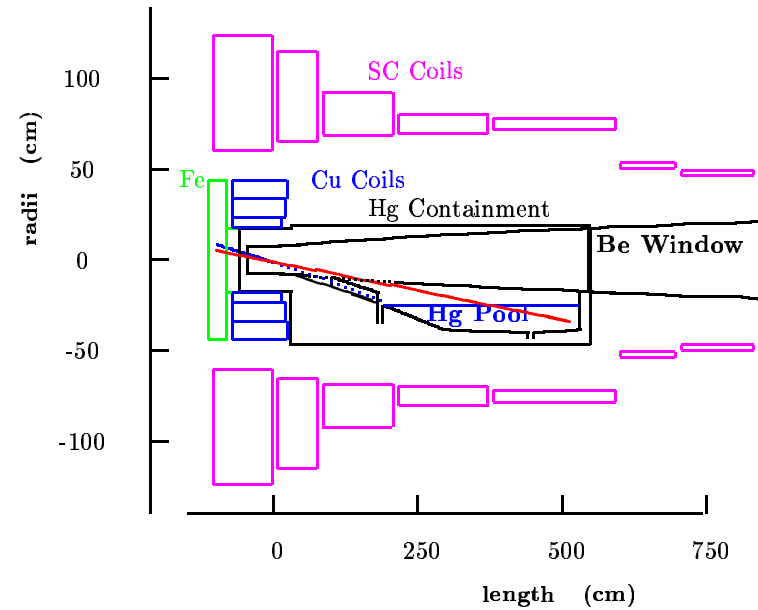 SC Coils
100
radii (cm)
Fe
50
Cu Coils
Hg Containment
Be Window
0
Hg Pool
-50
-100
0 250 500 750
length (cm)